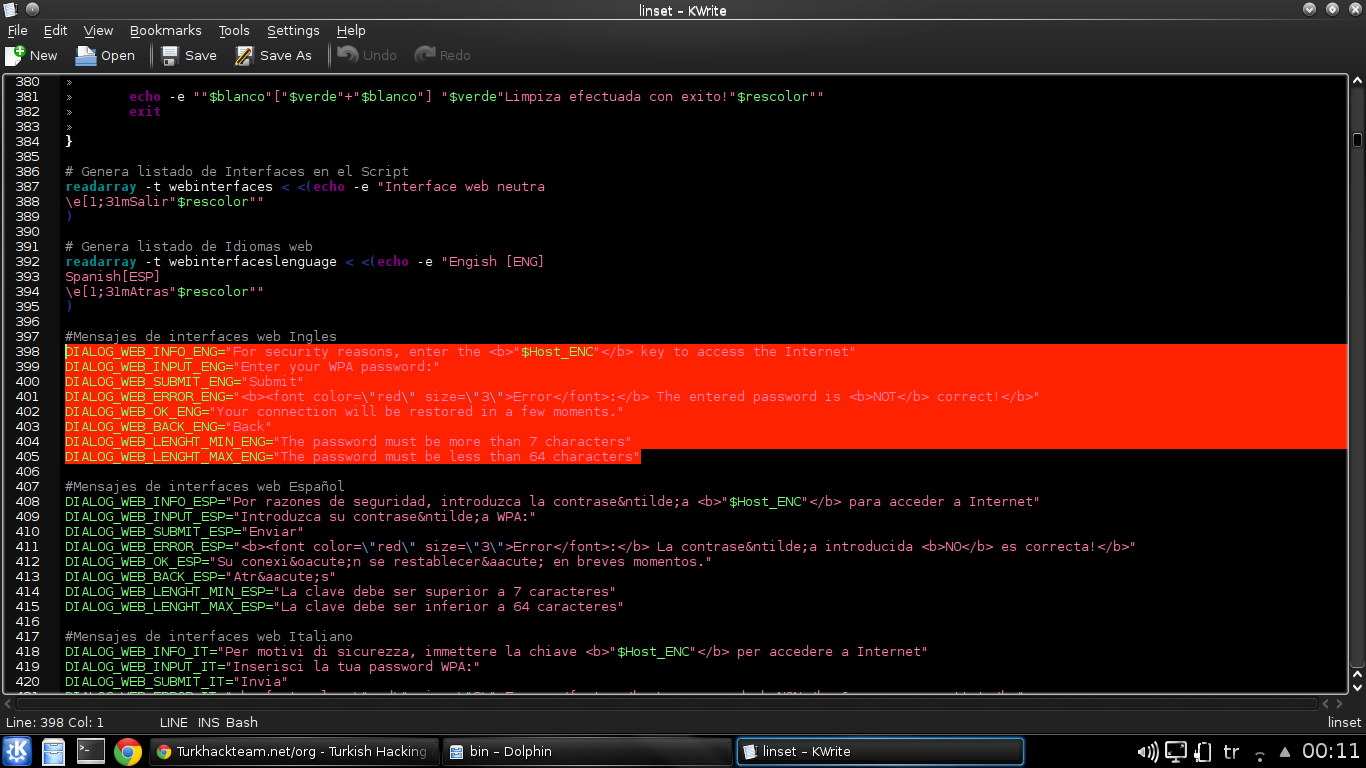 linset – KWrite
File Edit View Bookmarks Tools Settings Help
New Open Save Save As Undo Redo
380 »
381 » echo -e ""$blanco"["$verde"+"$blanco"] "$verde"Limpiza efectuada con exito!"$rescolor""
382 » exit
383 »
384 }
385
386 # Genera listado de Interfaces en el Script
387 readarray -t webinterfaces < <(echo -e "Interface web neutra
388 \e[1;31mSalir"$rescolor""
389 )
390
391 # Genera listado de Idiomas web
392 readarray -t webinterfaceslenguage < <(echo -e "Engish [ENG]
393 Spanish[ESP]
394 \e[1;31mAtras"$rescolor""
395 )
396
397 #Mensajes de interfaces web Ingles
398 DIALOG_WEB_INFO_ENG="For security reasons, enter the <b>"$Host_ENC"</b> key to access the Internet"
399 DIALOG_WEB_INPUT_ENG="Enter your WPA password:"
400 DIALOG_WEB_SUBMIT_ENG="Submit"
401 DIALOG_WEB_ERROR_ENG="<b><font color=\"red\" size=\"3\">Error</font>:</b> The entered password is <b>NOT</b> correct!</b>"
402 DIALOG_WEB_OK_ENG="Your connection will be restored in a few moments."
403 DIALOG_WEB_BACK_ENG="Back"
404 DIALOG_WEB_LENGHT_MIN_ENG="The password must be more than 7 characters"
405 DIALOG_WEB_LENGHT_MAX_ENG="The password must be less than 64 characters"
406
407 #Mensajes de interfaces web Español
408 DIALOG_WEB_INFO_ESP="Por razones de seguridad, introduzca la contrase&ntilde;a <b>"$Host_ENC"</b> para acceder a Internet"
409 DIALOG_WEB_INPUT_ESP="Introduzca su contrase&ntilde;a WPA:"
410 DIALOG_WEB_SUBMIT_ESP="Enviar"
411 DIALOG_WEB_ERROR_ESP="<b><font color=\"red\" size=\"3\">Error</font>:</b> La contrase&ntilde;a introducida <b>NO</b> es correcta!</b>"
412 DIALOG_WEB_OK_ESP="Su conexi&oacute;n se restablecer&aacute; en breves momentos."
413 DIALOG_WEB_BACK_ESP="Atr&aacute;s"
414 DIALOG_WEB_LENGHT_MIN_ESP="La clave debe ser superior a 7 caracteres"
415 DIALOG_WEB_LENGHT_MAX_ESP="La clave debe ser inferior a 64 caracteres"
416
417 #Mensajes de interfaces web Italiano
418 DIALOG_WEB_INFO_IT="Per motivi di sicurezza, immettere la chiave <b>"$Host_ENC"</b> per accedere a Internet"
419 DIALOG_WEB_INPUT_IT="Inserisci la tua password WPA:"
420 DIALOG_WEB_SUBMIT_IT="Invia"
Line: 398 Col: 1 LINE INS Bash linset
Turkhackteam.net/org - Turkish Hacking bin – Dolphin linset – KWrite tr 00:11